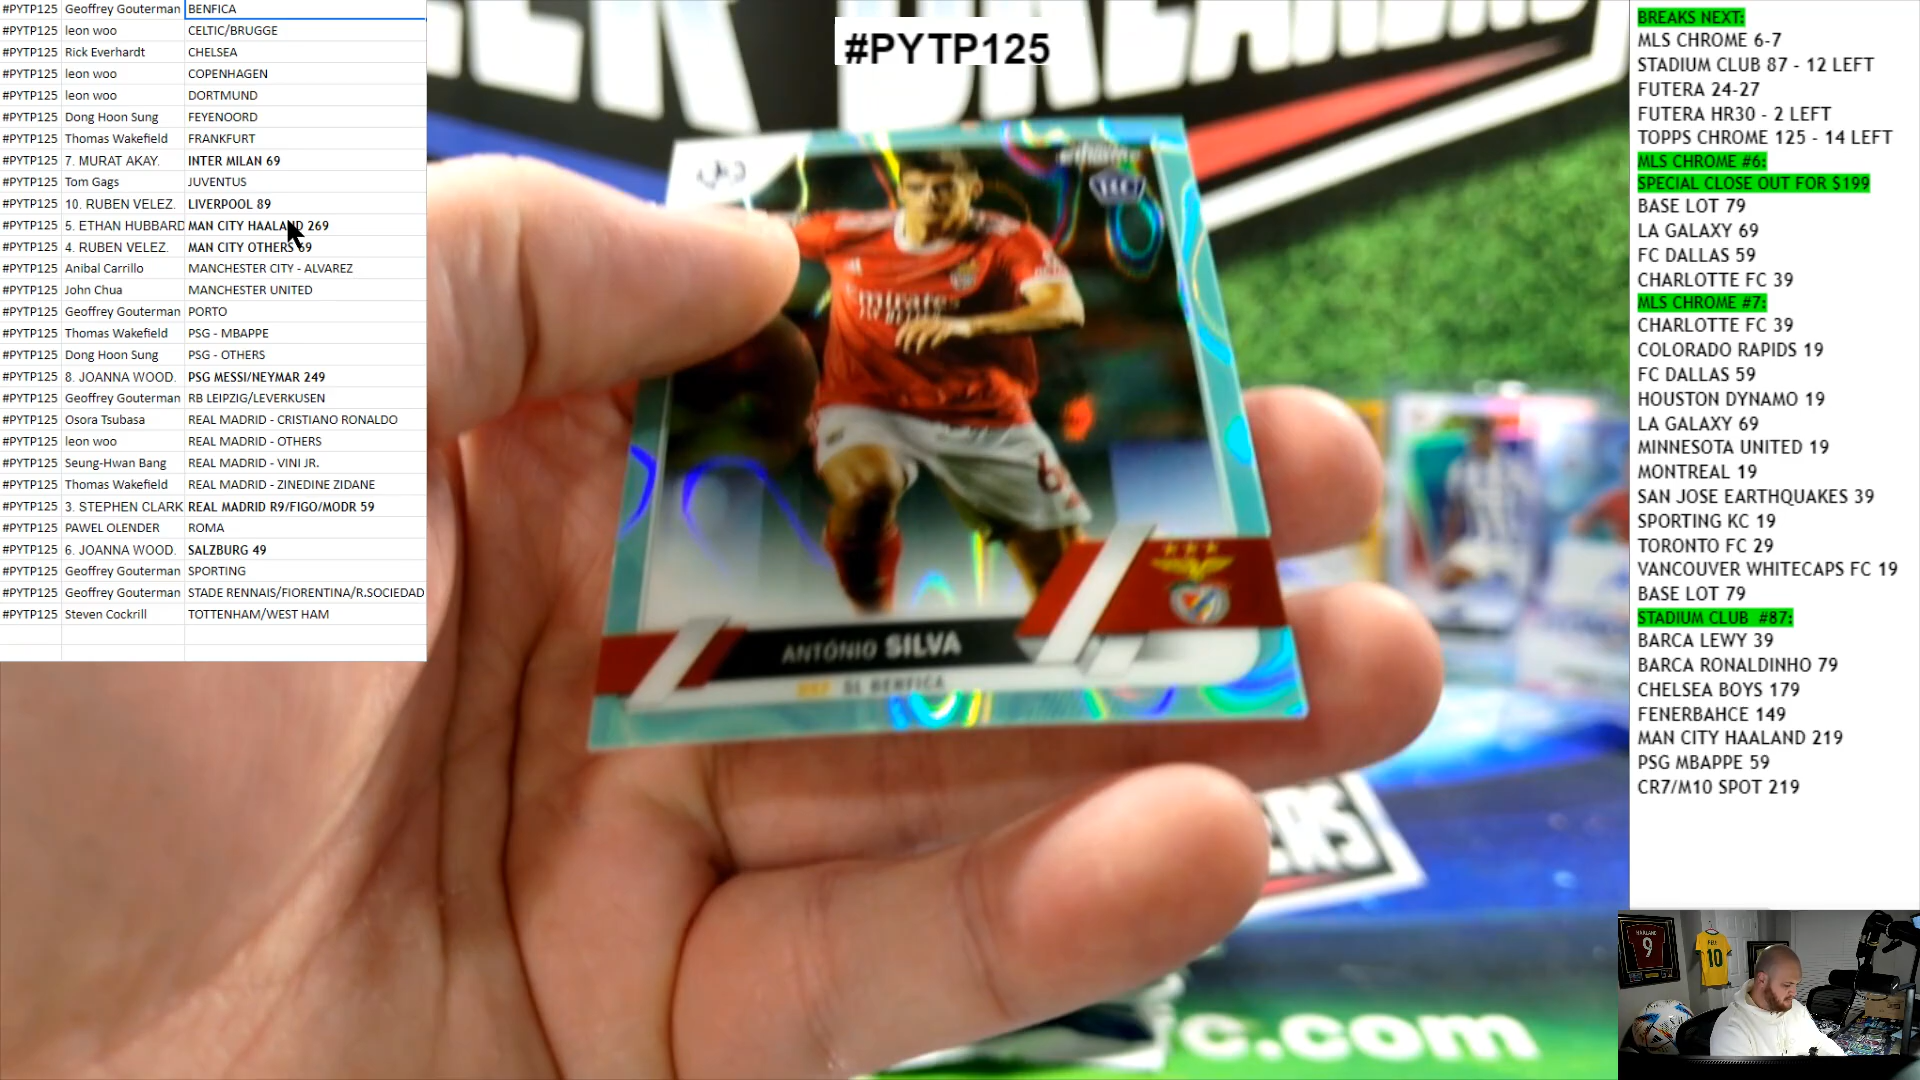 #PYTP125 Geoffrey Gouterman BENFICA
#PYTP125 leon woo CELTIC/BRUGGE
#PYTP125 Rick Everhardt CHELSEA
#PYTP125 leon woo COPENHAGEN
#PYTP125 leon woo DORTMUND
#PYTP125 Dong Hoon Sung FEYENOORD
#PYTP125 Thomas Wakefield FRANKFURT
#PYTP125 7. MURAT AKAY. INTER MILAN 69
#PYTP125 Tom Gags JUVENTUS
#PYTP125 10. RUBEN VELEZ. LIVERPOOL 89
#PYTP125 5. ETHAN HUBBARD MAN CITY HAALAND 269
#PYTP125 4. RUBEN VELEZ. MAN CITY OTHERS 69
#PYTP125 Anibal Carrillo MANCHESTER CITY - ALVAREZ
#PYTP125 John Chua MANCHESTER UNITED
#PYTP125 Geoffrey Gouterman PORTO
#PYTP125 Thomas Wakefield PSG - MBAPPE
#PYTP125 Dong Hoon Sung PSG - OTHERS
#PYTP125 8. JOANNA WOOD. PSG MESSI/NEYMAR 249
#PYTP125 Geoffrey Gouterman RB LEIPZIG/LEVERKUSEN
#PYTP125 Osora Tsubasa REAL MADRID - CRISTIANO RONALDO
#PYTP125 leon woo REAL MADRID - OTHERS
#PYTP125 Seung-Hwan Bang REAL MADRID - VINI JR.
#PYTP125 Thomas Wakefield REAL MADRID - ZINEDINE ZIDANE
#PYTP125 3. STEPHEN CLARK REAL MADRID R9/FIGO/MODR 59
#PYTP125 PAWEL OLENDER ROMA
#PYTP125 6. JOANNA WOOD. SALZBURG 49
#PYTP125 Geoffrey Gouterman SPORTING
#PYTP125 Geoffrey Gouterman STADE RENNAIS/FIORENTINA/R.SOCIEDAD
#PYTP125 Steven Cockrill TOTTENHAM/WEST HAM
#PYTP125
chrome
Emirates
6
ANTÓNIO SILVA
DEF SL BENFICA
c.com
BREAKS NEXT:
MLS CHROME 6-7
STADIUM CLUB 87 - 12 LEFT
FUTERA 24-27
FUTERA HR30 - 2 LEFT
TOPPS CHROME 125 - 14 LEFT
MLS CHROME #6:
SPECIAL CLOSE OUT FOR $199
BASE LOT 79
LA GALAXY 69
FC DALLAS 59
CHARLOTTE FC 39
MLS CHROME #7:
CHARLOTTE FC 39
COLORADO RAPIDS 19
FC DALLAS 59
HOUSTON DYNAMO 19
LA GALAXY 69
MINNESOTA UNITED 19
MONTREAL 19
SAN JOSE EARTHQUAKES 39
SPORTING KC 19
TORONTO FC 29
VANCOUVER WHITECAPS FC 19
BASE LOT 79
STADIUM CLUB #87:
BARCA LEWY 39
BARCA RONALDINHO 79
CHELSEA BOYS 179
FENERBAHCE 149
MAN CITY HAALAND 219
PSG MBAPPE 59
CR7/M10 SPOT 219
9
10